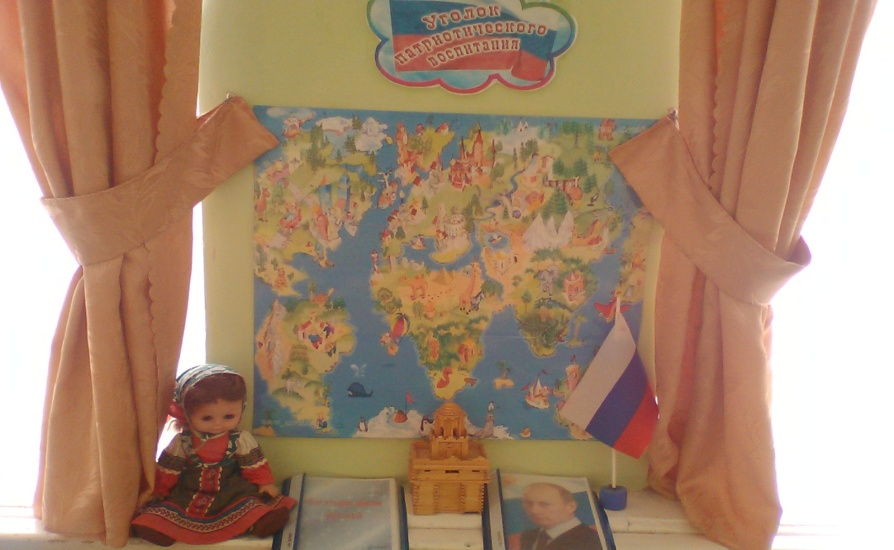 Уголок
патриотического
воспитания